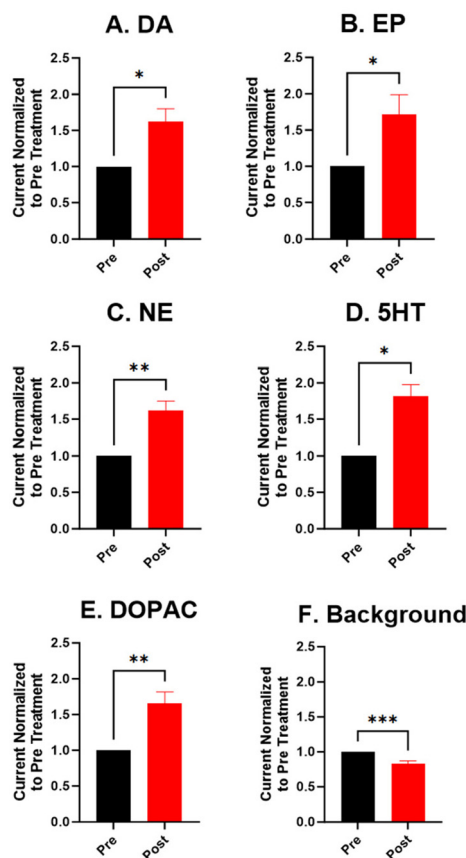 A. DA
Current Normalized
to Pre Treatment
2.5
2.0
1.5
1.0
0.5
0.0
*
Pre
Post
B. EP
Current Normalized
to Pre Treatment
2.5
2.0
1.5
1.0
0.5
0.0
*
Pre
Post
C. NE
Current Normalized
to Pre Treatment
2.5
2.0
1.5
1.0
0.5
0.0
**
Pre
Post
D. 5HT
Current Normalized
to Pre Treatment
2.5
2.0
1.5
1.0
0.5
0.0
*
Pre
Post
E. DOPAC
Current Normalized
to Pre Treatment
2.5
2.0
1.5
1.0
0.5
0.0
**
Pre
Post
F. Background
Current Normalized
to Pre Treatment
2.5
2.0
1.5
1.0
0.5
0.0
***
Pre
Post